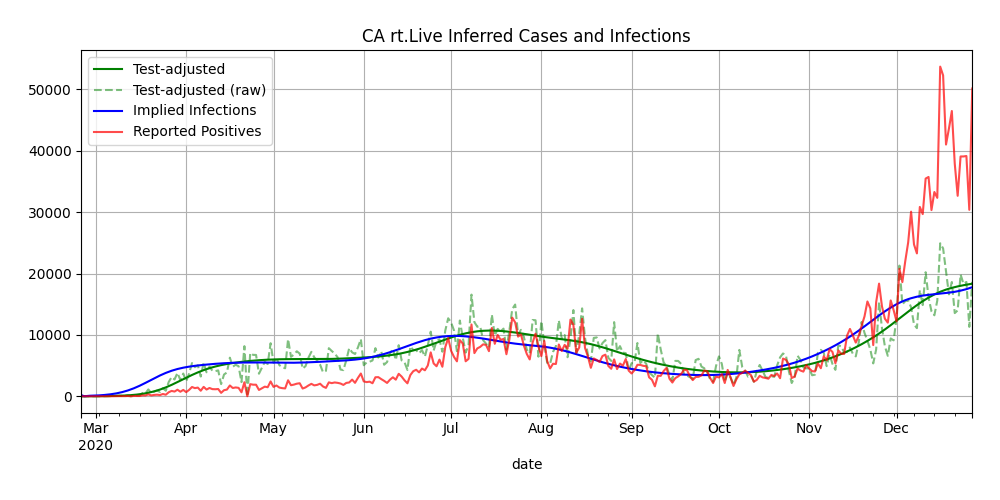 CA rt.Live Inferred Cases and Infections
Test-adjusted
Test-adjusted (raw)
Implied Infections
Reported Positives
50000
40000
30000
20000
10000
0
Mar Apr May Jun Jul Aug Sep Oct Nov Dec
2020
date